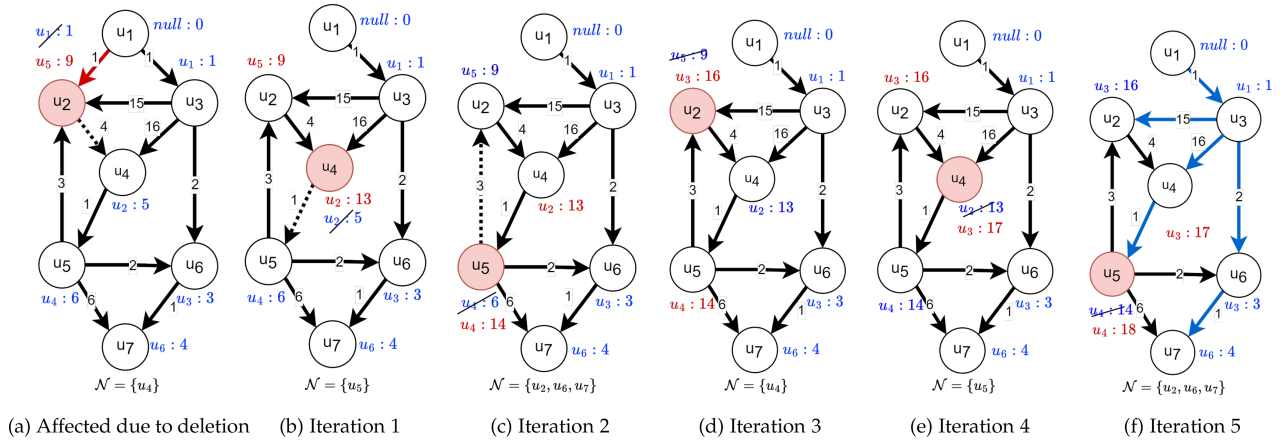 u₁ : 1
u₁
null : 0
u₅ : 9
1
1
u₁ : 1
u₂
15
u₃
4
16
u₄
3
1
2
u₂ : 5
u₅
2
u₆
u₄ : 6
6
1
u₃ : 3
u₇
u₆ : 4
𝒩 = {u₄}
(a) Affected due to deletion
u₁
null : 0
1
u₅ : 9
u₁ : 1
u₂
15
u₃
4
16
u₄
3
2
u₂ : 13
1
u₂ : 5
u₅
2
u₆
u₄ : 6
6
1
u₃ : 3
u₇
u₆ : 4
𝒩 = {u₅}
(b) Iteration 1
u₁
null : 0
1
u₅ : 9
u₁ : 1
u₂
15
u₃
4
16
u₄
3
2
1
u₂ : 13
u₅
2
u₆
u₄ : 6
6
1
u₃ : 3
u₄ : 14
u₇
u₆ : 4
𝒩 = {u₂, u₆, u₇}
(c) Iteration 2
u₁
null : 0
u₅ : 9
1
u₃ : 16
u₁ : 1
u₂
15
u₃
4
16
u₄
3
2
1
u₂ : 13
u₅
2
u₆
u₄ : 14
6
1
u₃ : 3
u₇
u₆ : 4
𝒩 = {u₄}
(d) Iteration 3
u₁
null : 0
1
u₃ : 16
u₁ : 1
u₂
15
u₃
4
16
u₄
3
2
1
u₂ : 13
u₃ : 17
u₅
2
u₆
u₄ : 14
6
1
u₃ : 3
u₇
u₆ : 4
𝒩 = {u₅}
(e) Iteration 4
u₁
null : 0
1
u₃ : 16
u₁ : 1
u₂
15
u₃
4
16
u₄
3
2
1
u₃ : 17
u₅
2
u₆
u₄ : 14
6
1
u₃ : 3
u₄ : 18
u₇
u₆ : 4
𝒩 = {u₂, u₆, u₇}
(f) Iteration 5